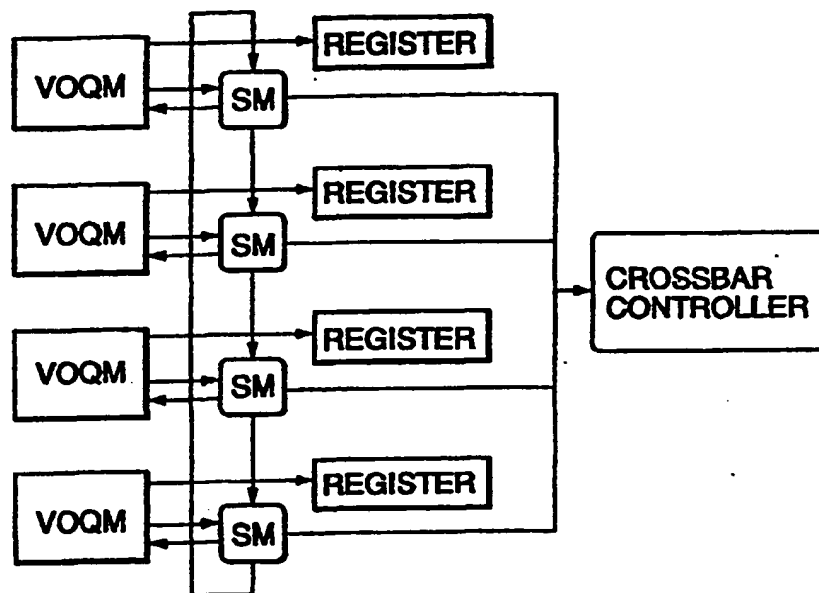 REGISTER
VOQM
SM
REGISTER
VOQM
SM
CROSSBAR
CONTROLLER
REGISTER
VOQM
SM
REGISTER
VOQM
SM